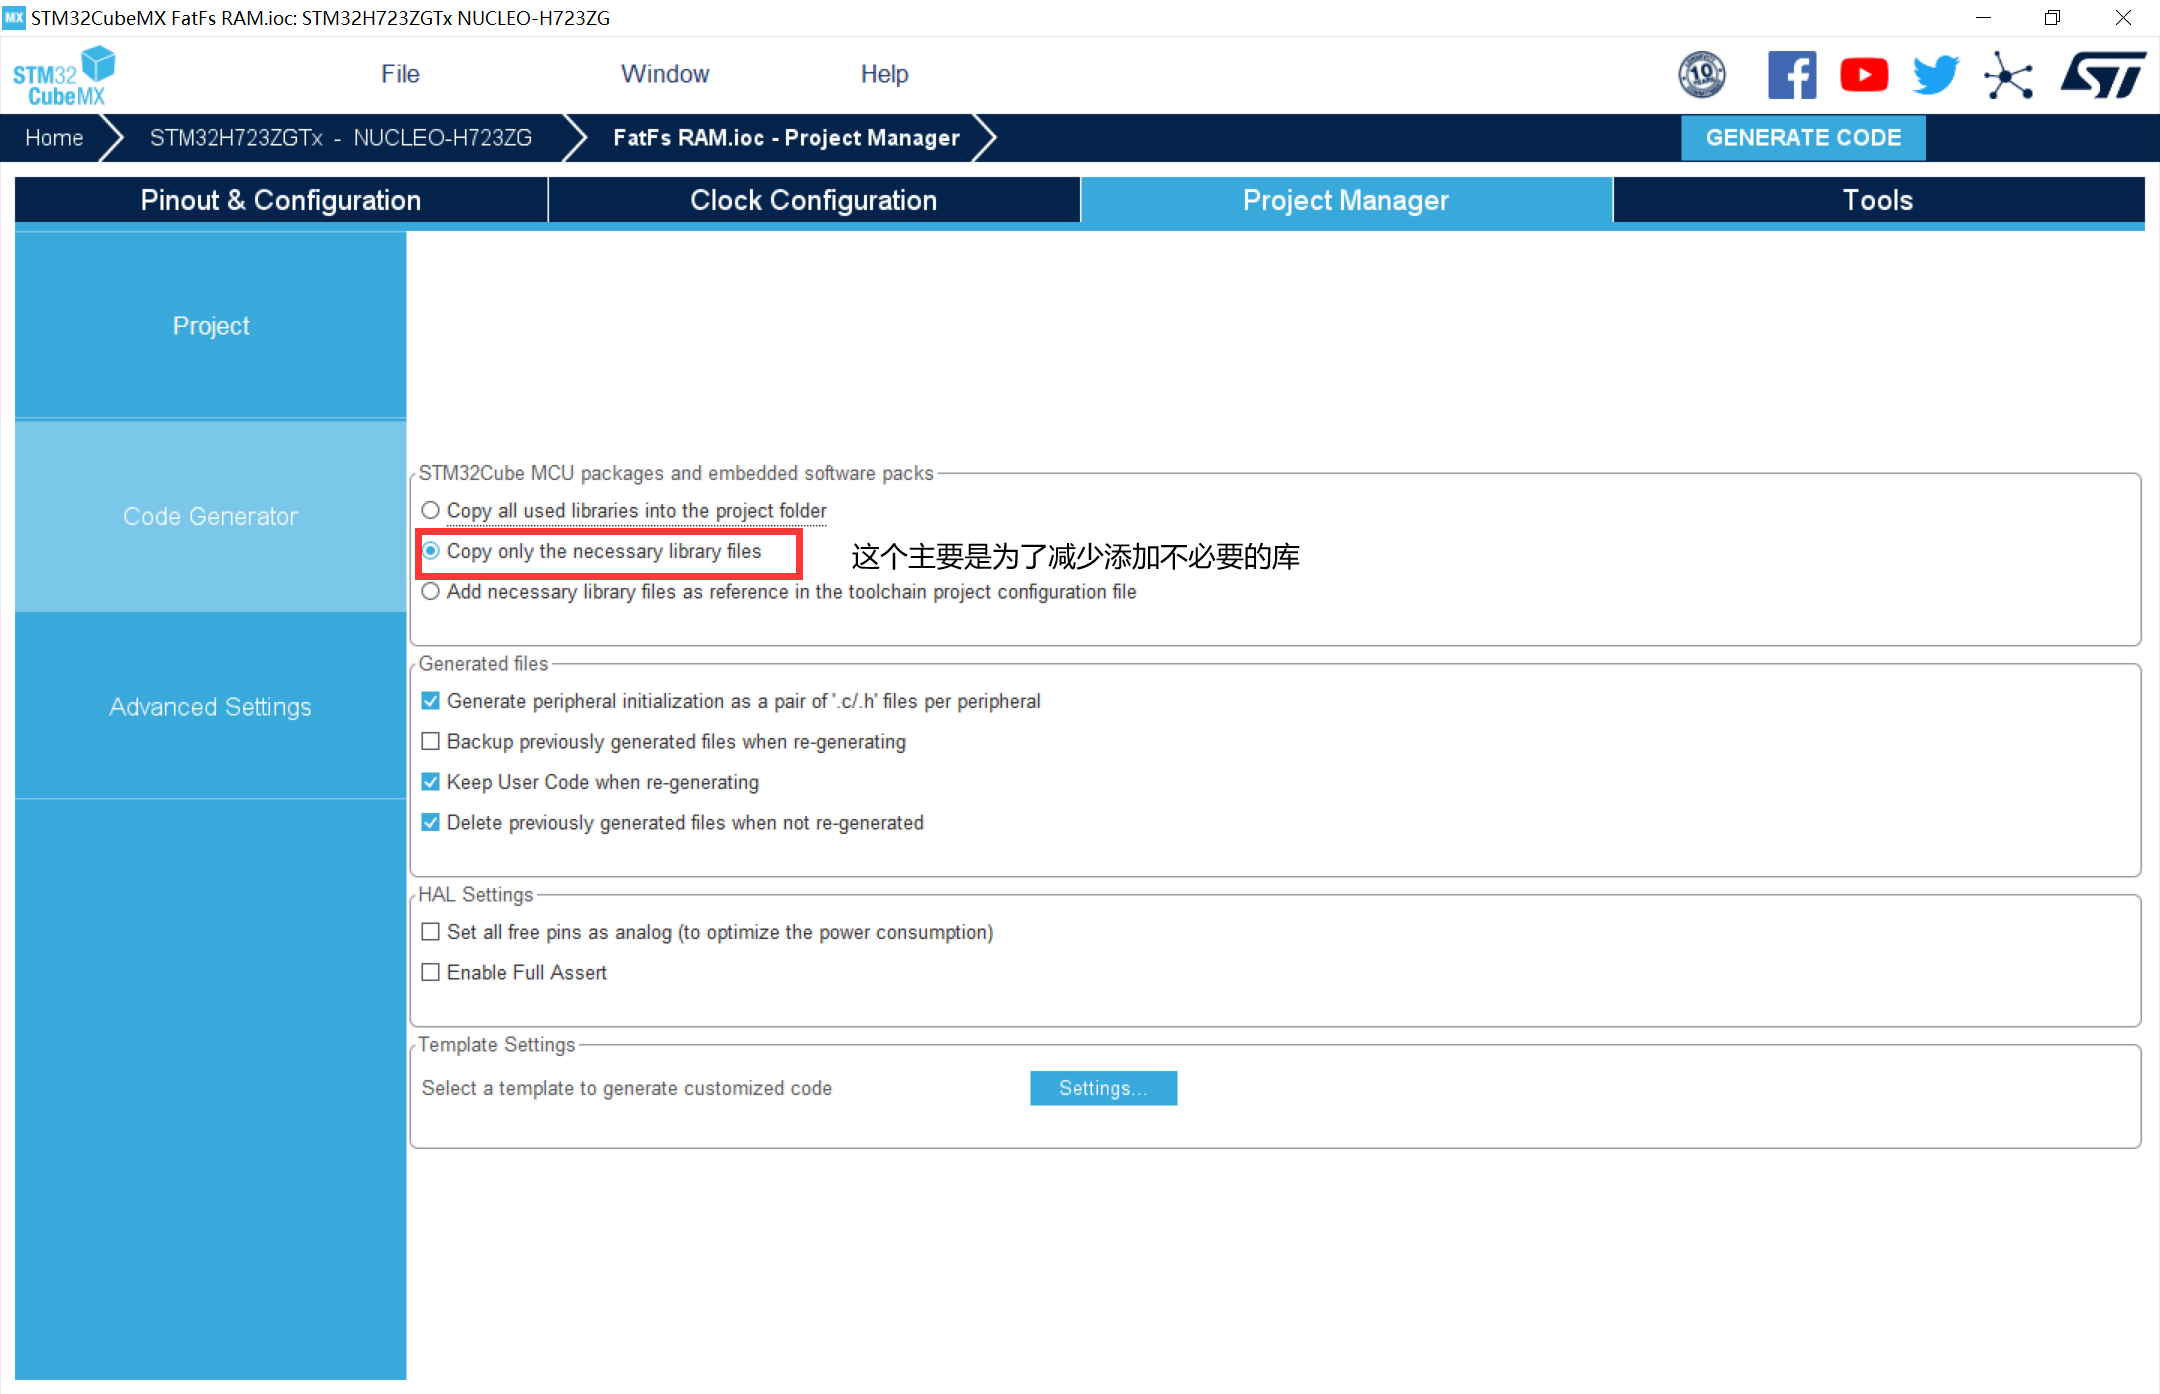 MX STM32CubeMX FatFs RAM.ioc: STM32H723ZGTx NUCLEO-H723ZG
STM32
CubeMX
File
Window
Help
10
Home
STM32H723ZGTx - NUCLEO-H723ZG
FatFs RAM.ioc - Project Manager
GENERATE CODE
Pinout & Configuration
Clock Configuration
Project Manager
Tools
Project
Code Generator
Advanced Settings
STM32Cube MCU packages and embedded software packs
Copy all used libraries into the project folder
Copy only the necessary library files
这个主要是为了减少添加不必要的库
Add necessary library files as reference in the toolchain project configuration file
Generated files
Generate peripheral initialization as a pair of '.c/.h' files per peripheral
Backup previously generated files when re-generating
Keep User Code when re-generating
Delete previously generated files when not re-generated
HAL Settings
Set all free pins as analog (to optimize the power consumption)
Enable Full Assert
Template Settings
Select a template to generate customized code
Settings...